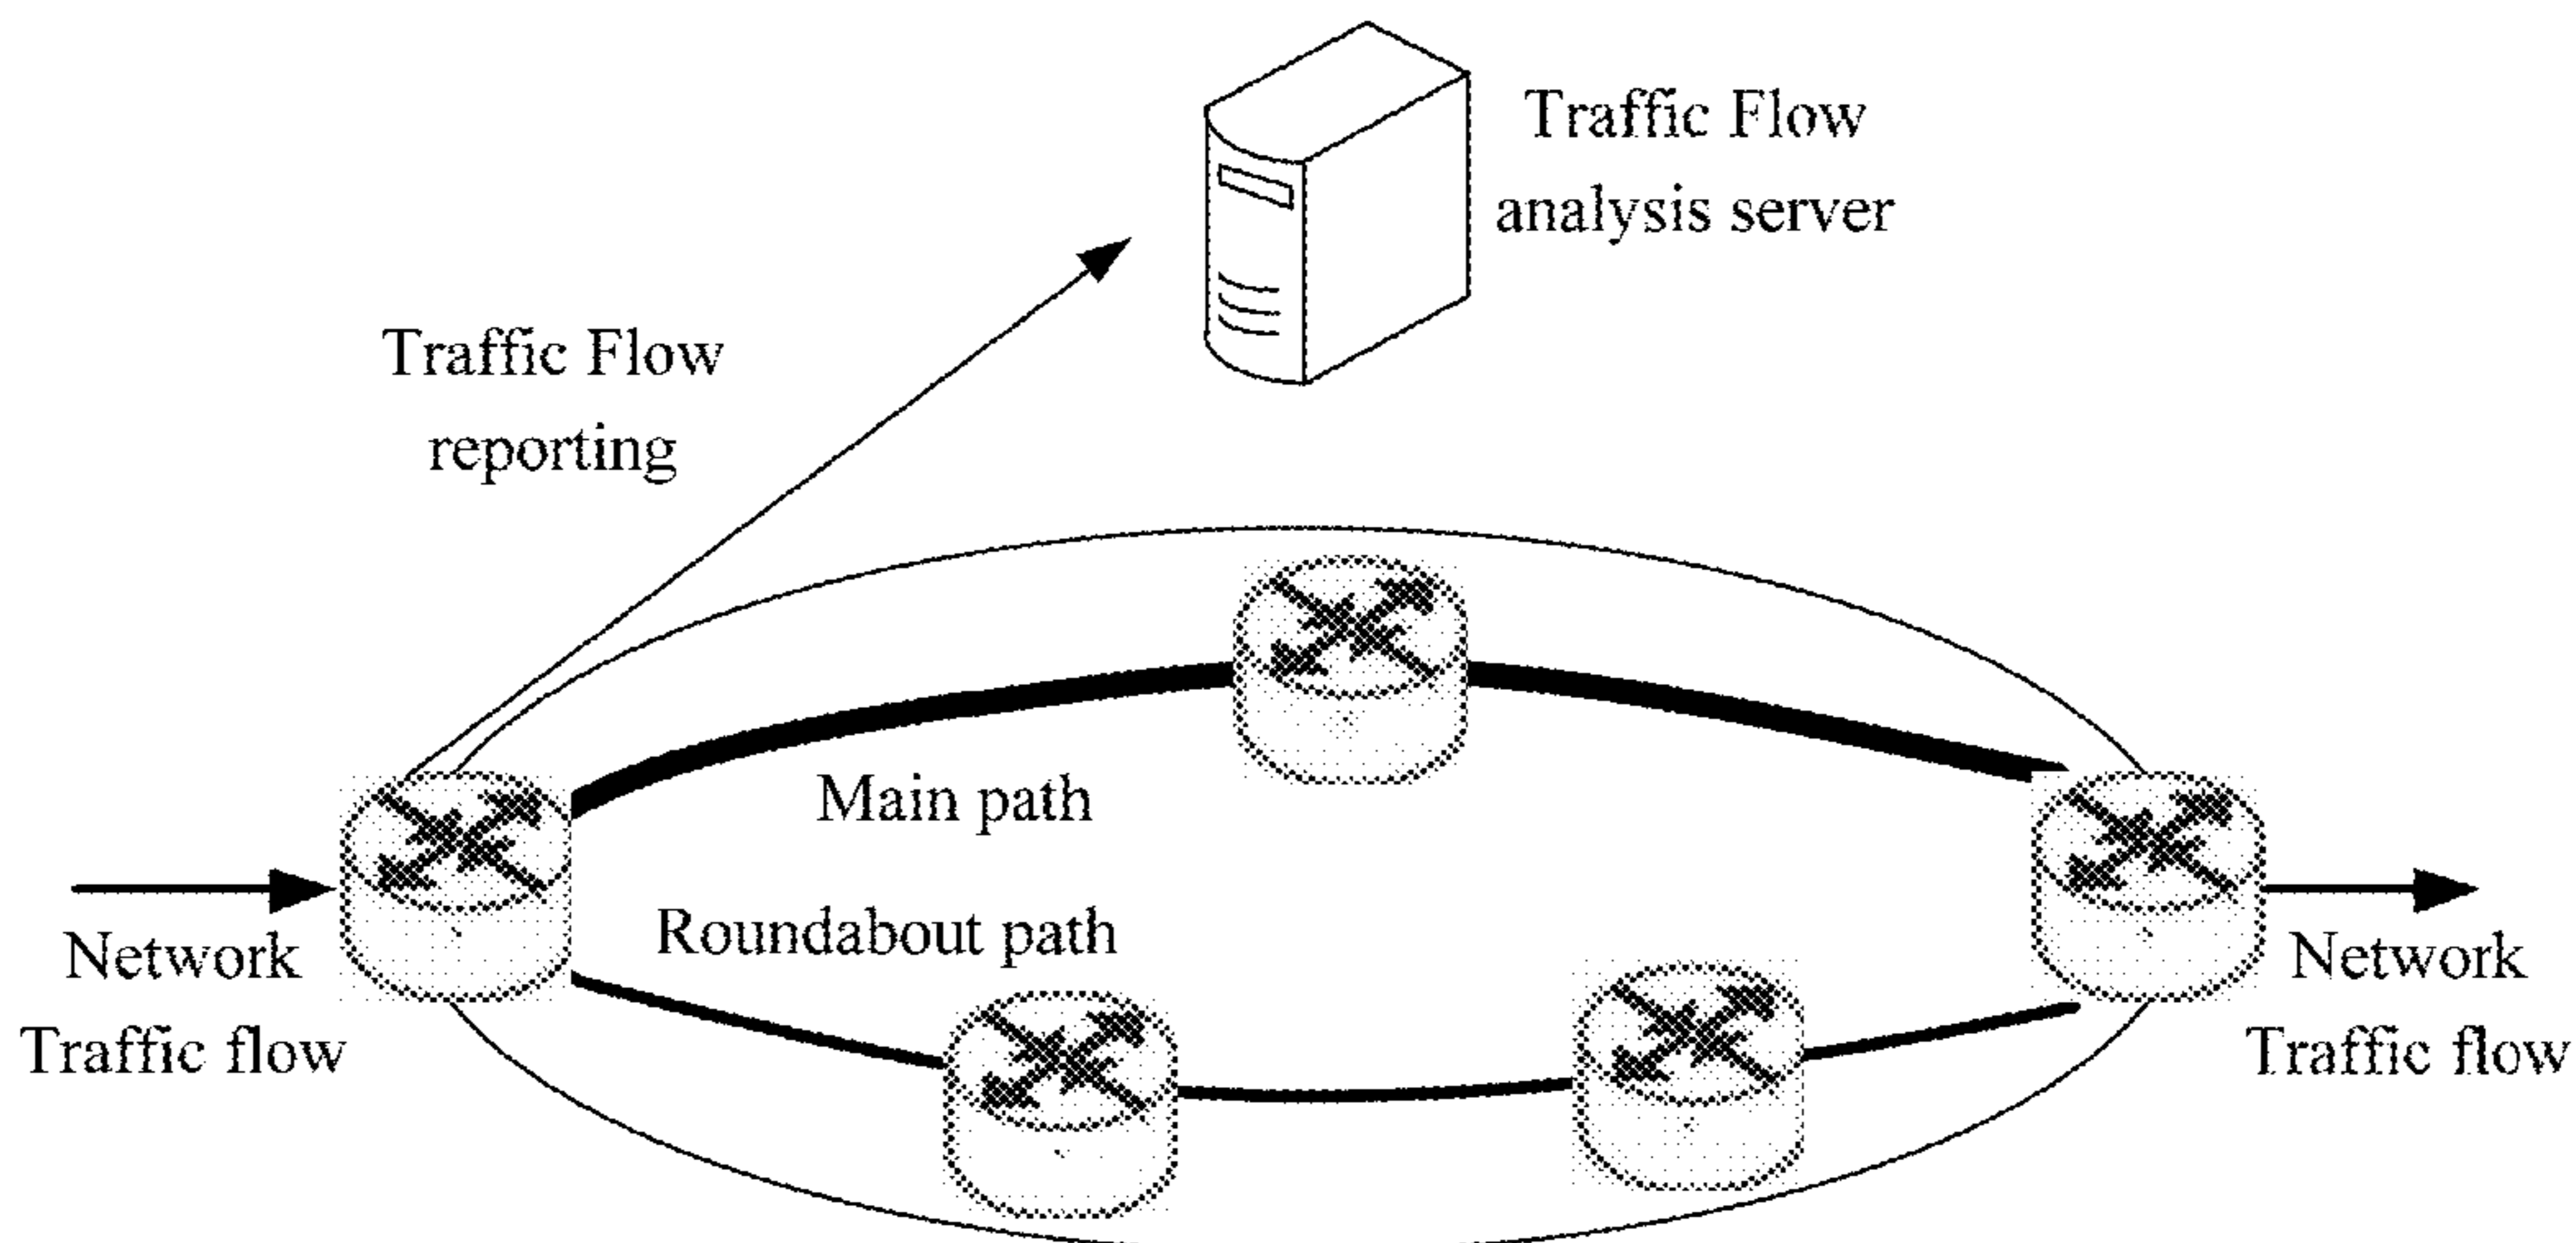 Traffic Flow
analysis server
Traffic Flow
reporting
Main path
Roundabout path
Network
Traffic flow
Network
Traffic flow